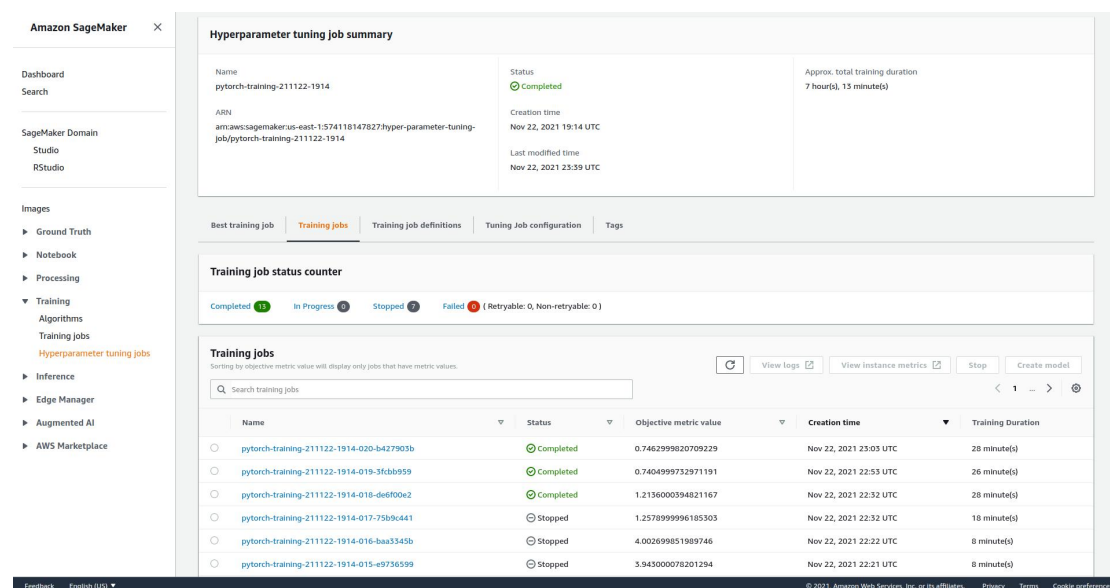 Amazon SageMaker
Dashboard
Search
SageMaker Domain
Studio
RStudio
Images
Ground Truth
Notebook
Processing
Training
Algorithms
Training jobs
Hyperparameter tuning jobs
Inference
Edge Manager
Augmented AI
AWS Marketplace
Hyperparameter tuning job summary
Name
pytorch-training-211122-1914
ARN
arn:aws:sagemaker:us-east-1:574118147827:hyper-parameter-tuning-
job/pytorch-training-211122-1914
Status
Completed
Creation time
Nov 22, 2021 19:14 UTC
Last modified time
Nov 22, 2021 23:39 UTC
Approx. total training duration
7 hour(s), 13 minute(s)
Best training job Training jobs Training job definitions Tuning Job configuration Tags
Training job status counter
Completed 13 In Progress 0 Stopped 7 Failed 0 ( Retryable: 0, Non-retryable: 0 )
Training jobs
Sorting by objective metric value will display only jobs that have metric values.
View logs View instance metrics Stop Create model
Search training jobs
1 ...
Name Status Objective metric value Creation time Training Duration
pytorch-training-211122-1914-020-b427903b Completed 0.7462999820709229 Nov 22, 2021 23:03 UTC 28 minute(s)
pytorch-training-211122-1914-019-3fcbb959 Completed 0.7404999732971191 Nov 22, 2021 22:53 UTC 26 minute(s)
pytorch-training-211122-1914-018-de6f00e2 Completed 1.2136000394821167 Nov 22, 2021 22:32 UTC 28 minute(s)
pytorch-training-211122-1914-017-75b9c441 Stopped 1.2578999996185303 Nov 22, 2021 22:32 UTC 18 minute(s)
pytorch-training-211122-1914-016-baa3345b Stopped 4.002699851989746 Nov 22, 2021 22:22 UTC 8 minute(s)
pytorch-training-211122-1914-015-e9736599 Stopped 3.943000078201294 Nov 22, 2021 22:21 UTC 8 minute(s)
Feedback English (US) © 2021, Amazon Web Services, Inc. or its affiliates. Privacy Terms Cookie preference